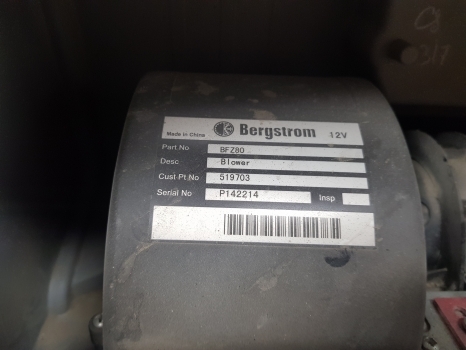 Made in China Bergstrom 12V
Part No BFZ80
Desc Blower
Cust Pt No 519703
Serial No P142214 Insp